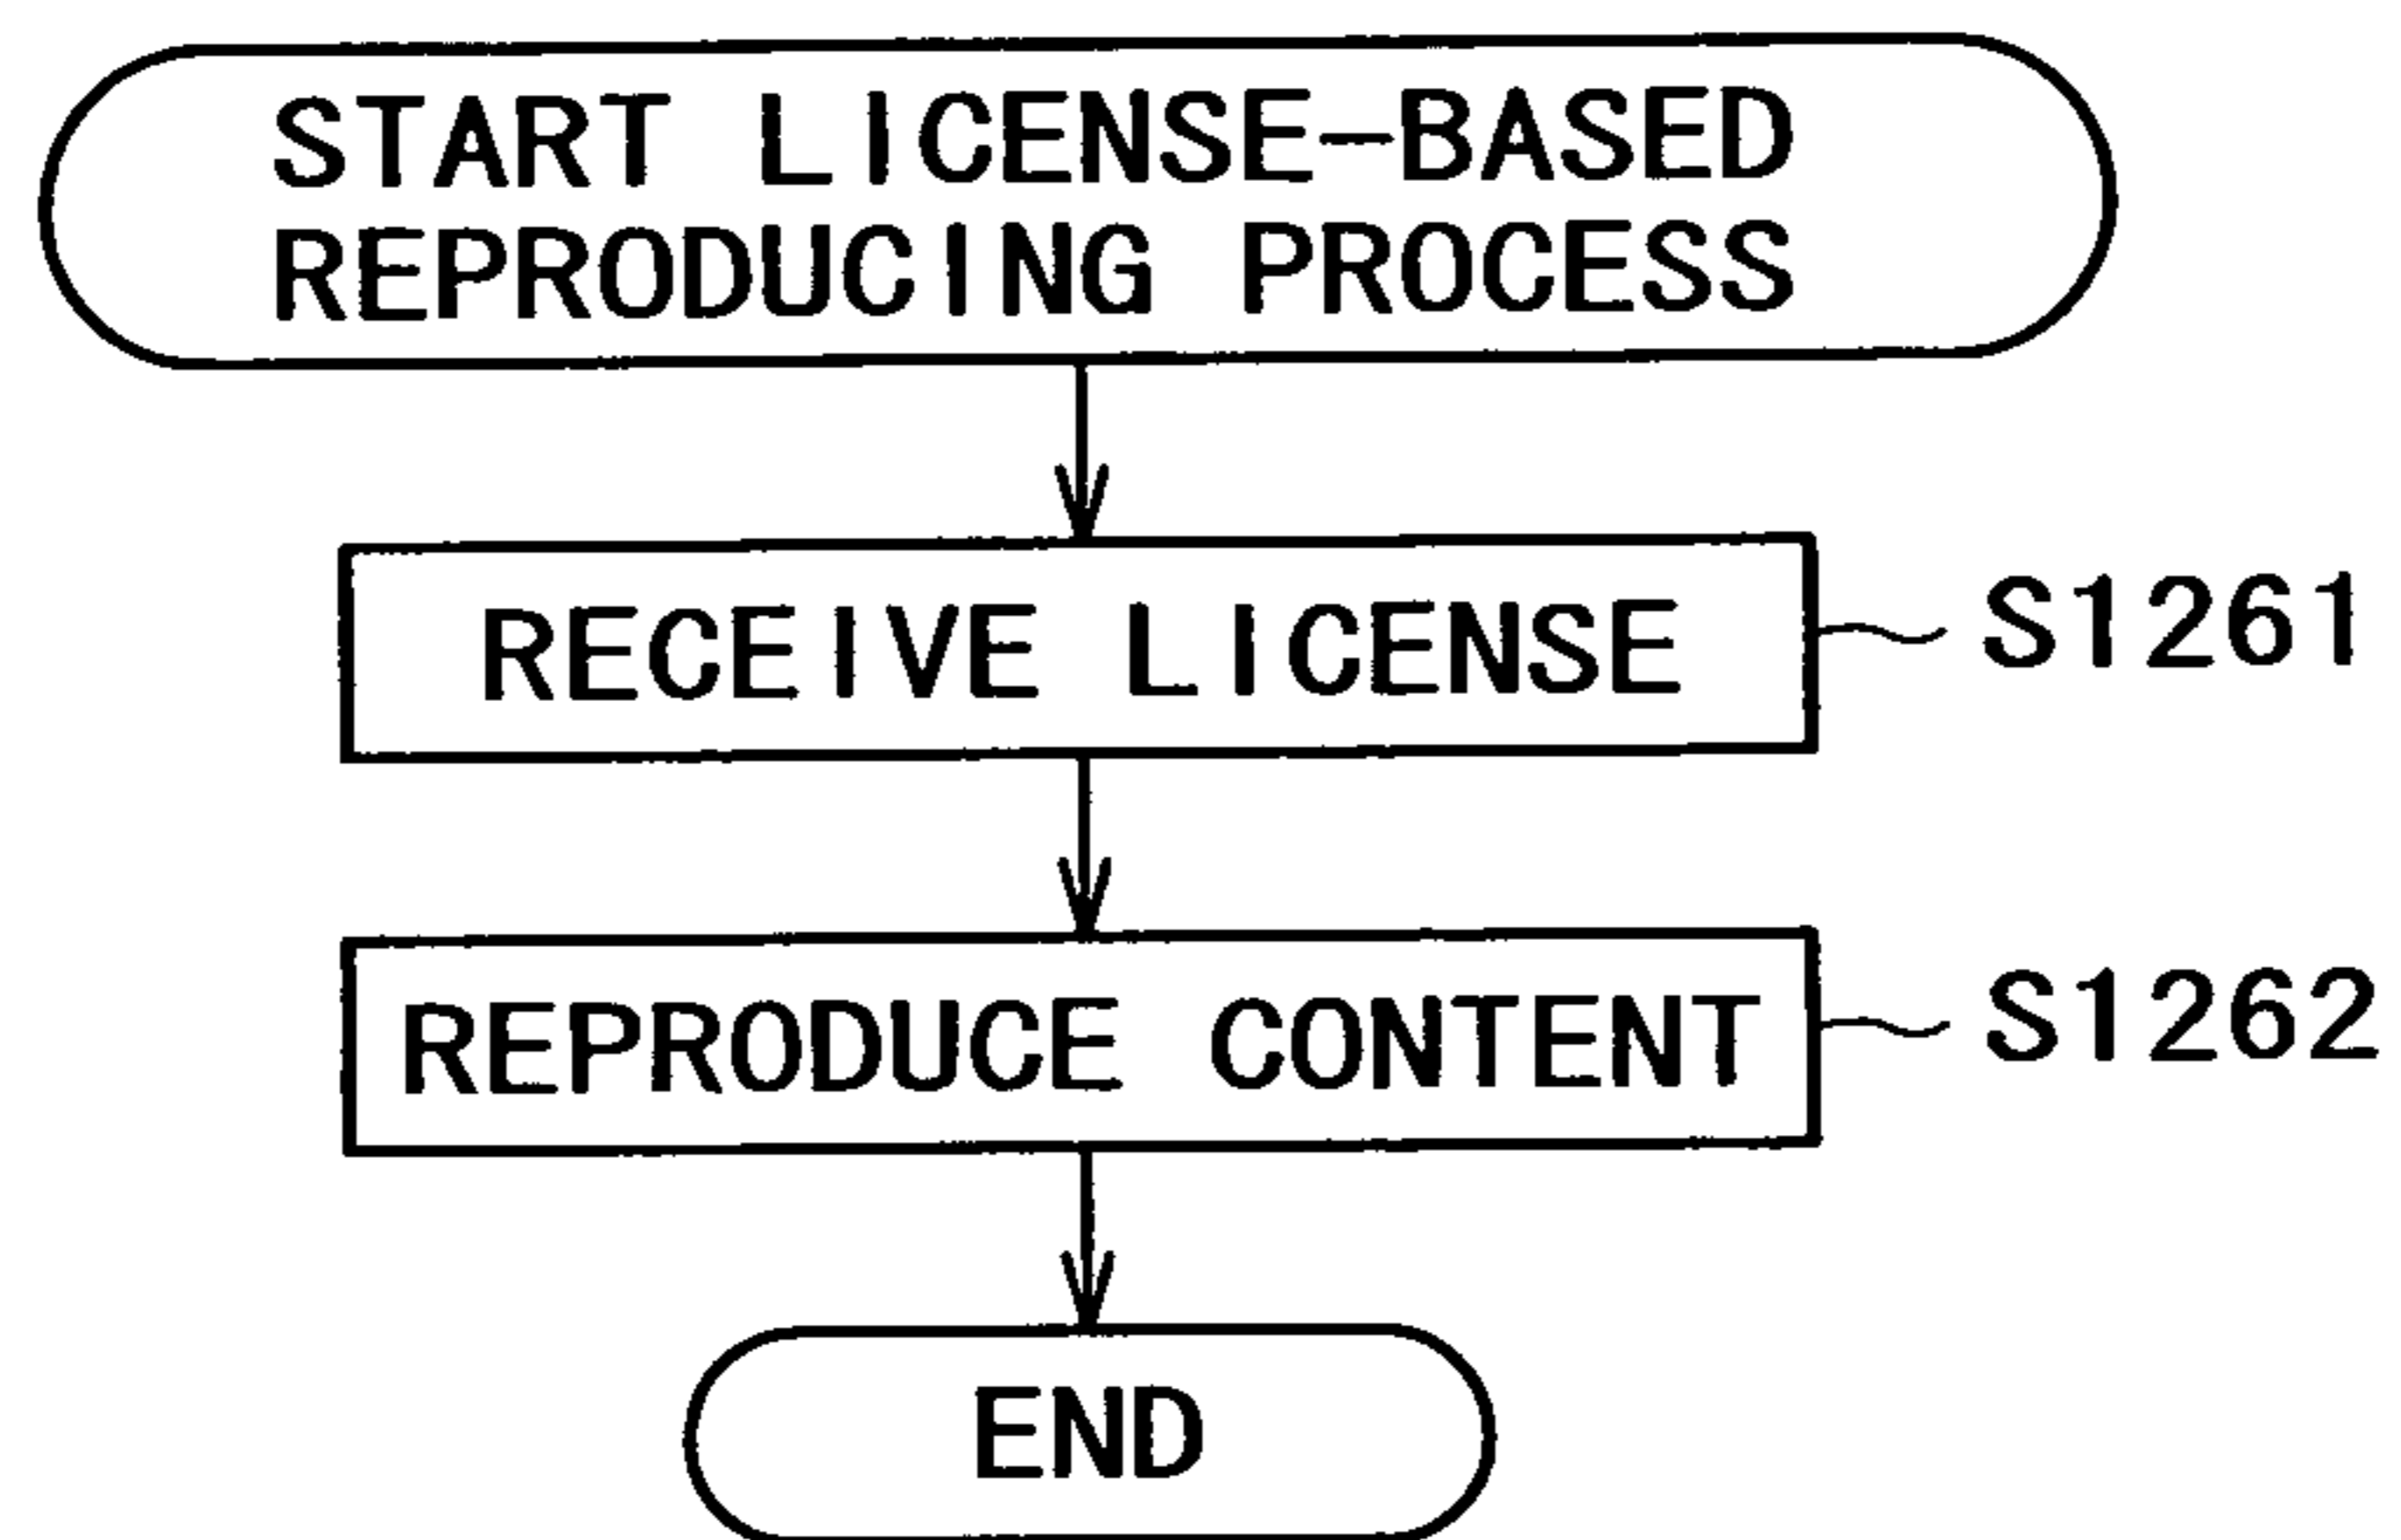 START LICENSE-BASED
REPRODUCING PROCESS
RECEIVE LICENSE
S1261
REPRODUCE CONTENT
S1262
END